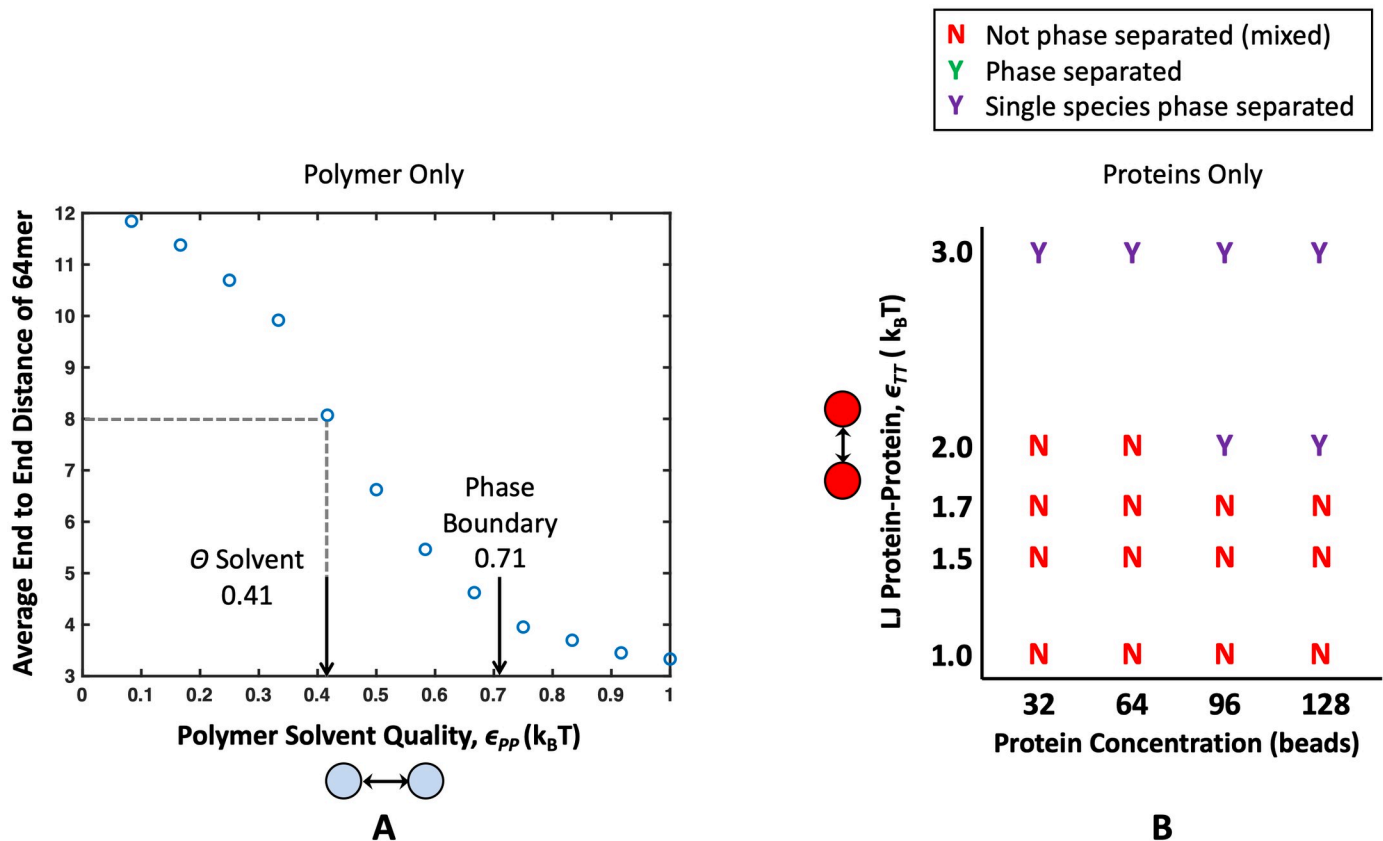 N Not phase separated (mixed)
Y Phase separated
Y Single species phase separated
Polymer Only
Average End to End Distance of 64mer
12
11
10
9
8
7
6
5
4
3
Θ Solvent
0.41
Phase
Boundary
0.71
0 0.1 0.2 0.3 0.4 0.5 0.6 0.7 0.8 0.9 1
Polymer Solvent Quality, ϵPP (kBT)
A
Proteins Only
LJ Protein-Protein, ϵTT ( kBT)
3.0 Y Y Y Y
2.0 N N Y Y
1.7 N N N N
1.5 N N N N
1.0 N N N N
32 64 96 128
Protein Concentration (beads)
B